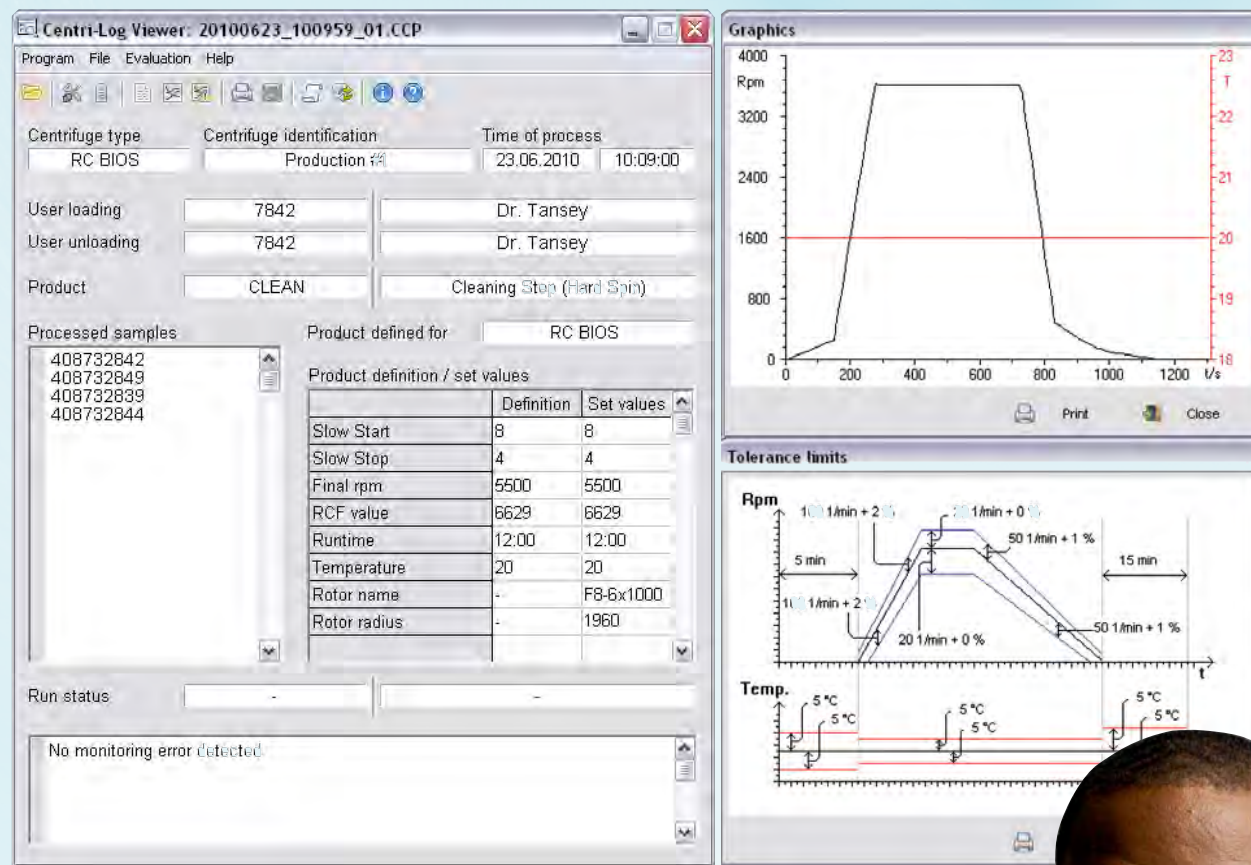 Centri-Log Viewer: 20100623_100959_01.CCP
Program File Evaluation Help
Centrifuge type Centrifuge identification Time of process
RC BIOS Production #1 23.06.2010 10:09:00
User loading 7842 Dr. Tansey
User unloading 7842 Dr. Tansey
Product CLEAN Cleaning Stop (Hard Spin)
Processed samples Product defined for RC BIOS
408732842
408732849
408732839
408732844
Product definition / set values
Definition Set values
Slow Start 8 8
Slow Stop 4 4
Final rpm 5500 5500
RCF value 6629 6629
Runtime 12:00 12:00
Temperature 20 20
Rotor name - F8-6x1000
Rotor radius - 1960
Run status - -
No monitoring error detected
Graphics
4000 23
Rpm T
3200 22
2400 21
1600 20
800 19
0 18
0 200 400 600 800 1000 1200 t/s
Print Close
Tolerance limits
Rpm
1/min + 2 1/min + 0 %
50 1/min + 1 %
5 min 15 min
1/min + 2
20 1/min + 0 % 50 1/min + 1 %
t
Temp.
5 °C 5 °C 5 °C
5 °C 5 °C 5 °C